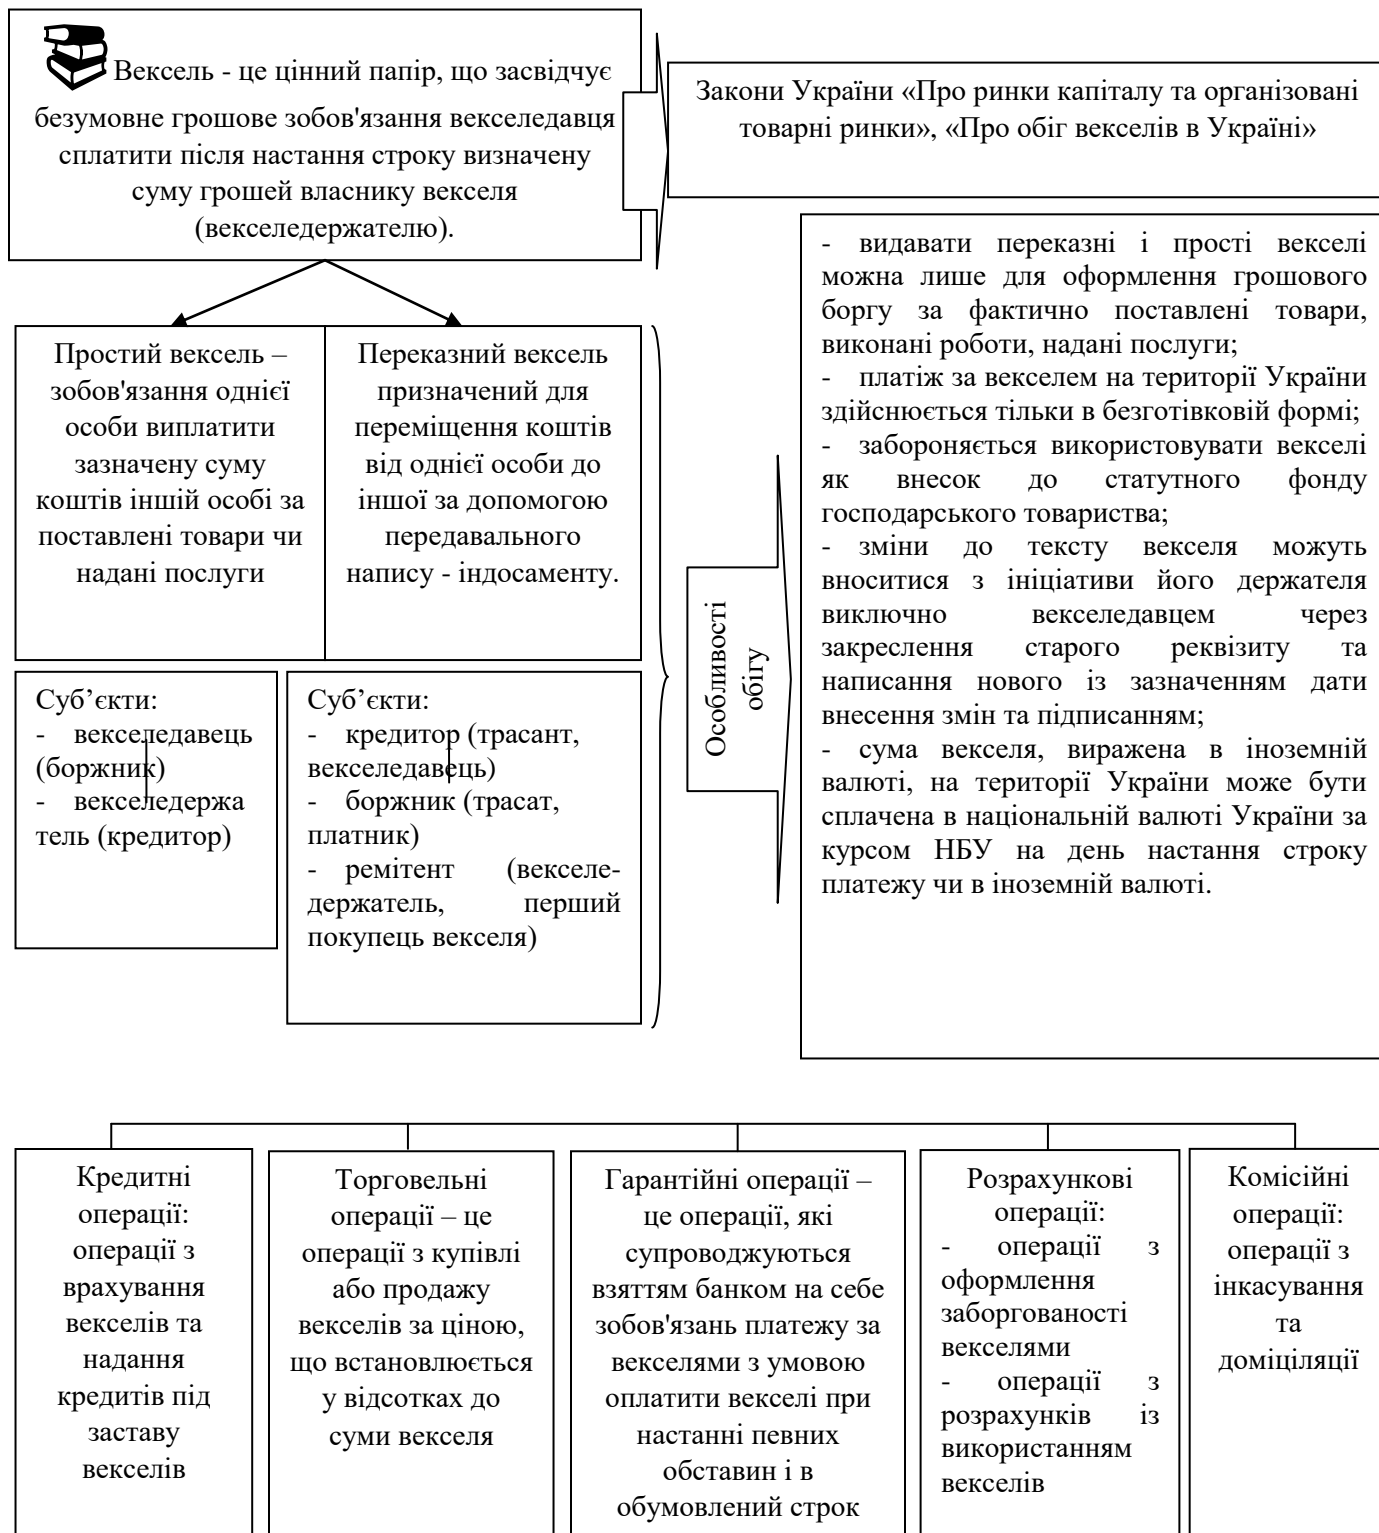 Вексель - це цінний папір, що засвідчує
безумовне грошове зобов'язання векселедавця
сплатити після настання строку визначену
суму грошей власнику векселя
(векселедержателю).
Закони України «Про ринки капіталу та організовані
товарні ринки», «Про обіг векселів в Україні»
Простий вексель –
зобов'язання однієї
особи виплатити
зазначену суму
коштів іншій особі за
поставлені товари чи
надані послуги
Переказний вексель
призначений для
переміщення коштів
від однієї особи до
іншої за допомогою
передавального
напису - індосаменту.
Суб’єкти:
- векселедавець
(боржник)
- векселедержа
тель (кредитор)
Суб’єкти:
- кредитор (трасант,
векселедавець)
- боржник (трасат,
платник)
- ремітент (векселе-
держатель, перший
покупець векселя)
Особливості
обігу
- видавати переказні і прості векселі
можна лише для оформлення грошового
боргу за фактично поставлені товари,
виконані роботи, надані послуги;
- платіж за векселем на території України
здійснюється тільки в безготівковій формі;
- забороняється використовувати векселі
як внесок до статутного фонду
господарського товариства;
- зміни до тексту векселя можуть
вноситися з ініціативи його держателя
виключно векселедавцем через
закреслення старого реквізиту та
написання нового із зазначенням дати
внесення змін та підписанням;
- сума векселя, виражена в іноземній
валюті, на території України може бути
сплачена в національній валюті України за
курсом НБУ на день настання строку
платежу чи в іноземній валюті.
Кредитні
операції:
операції з
врахування
векселів та
надання
кредитів під
заставу
векселів
Торговельні
операції – це
операції з купівлі
або продажу
векселів за ціною,
що встановлюється
у відсотках до
суми векселя
Гарантійні операції –
це операції, які
супроводжуються
взяттям банком на себе
зобов'язань платежу за
векселями з умовою
оплатити векселі при
настанні певних
обставин і в
обумовлений строк
Розрахункові
операції:
- операції з
оформлення
заборгованості
векселями
- операції з
розрахунків із
використанням
векселів
Комісійні
операції:
операції з
інкасування
та
доміціляції